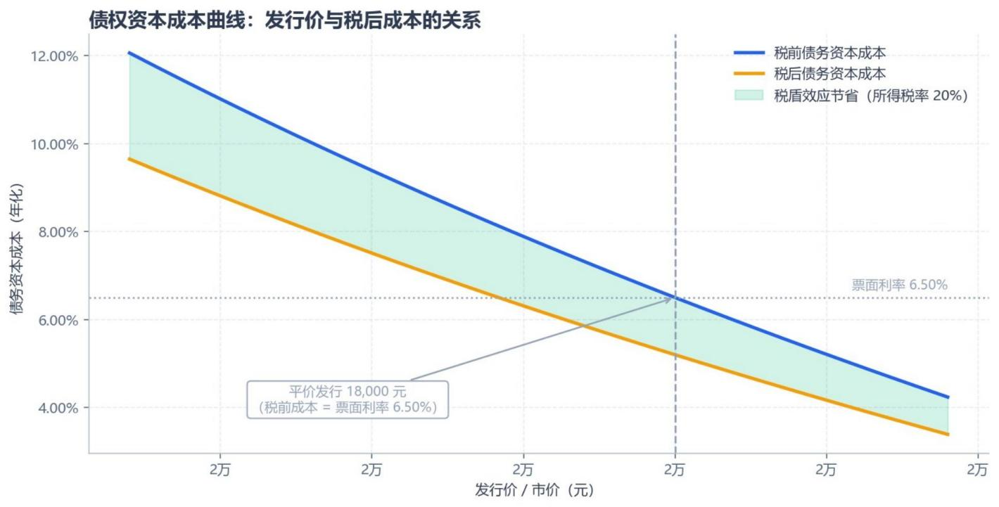 债权资本成本曲线：发行价与税后成本的关系
12.00%
10.00%
8.00%
6.00%
4.00%
债务资本成本（年化）
税前债务资本成本
税后债务资本成本
税盾效应节省（所得税率 20%）
票面利率 6.50%
平价发行 18,000 元
（税前成本 = 票面利率 6.50%）
2万
2万
2万
2万
2万
2万
发行价 / 市价（元）